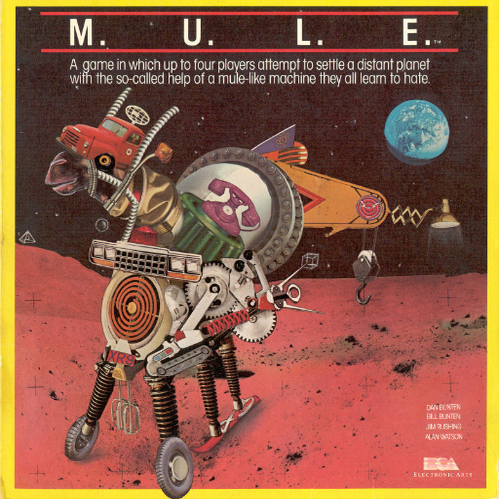 M. U. L. E.™
A game in which up to four players attempt to settle a distant planet
with the so-called help of a mule-like machine they all learn to hate.
NRG
DAN BUNTEN
BILL BUNTEN
JIM RUSHING
ALAN WATSON
ELECTRONIC ARTS